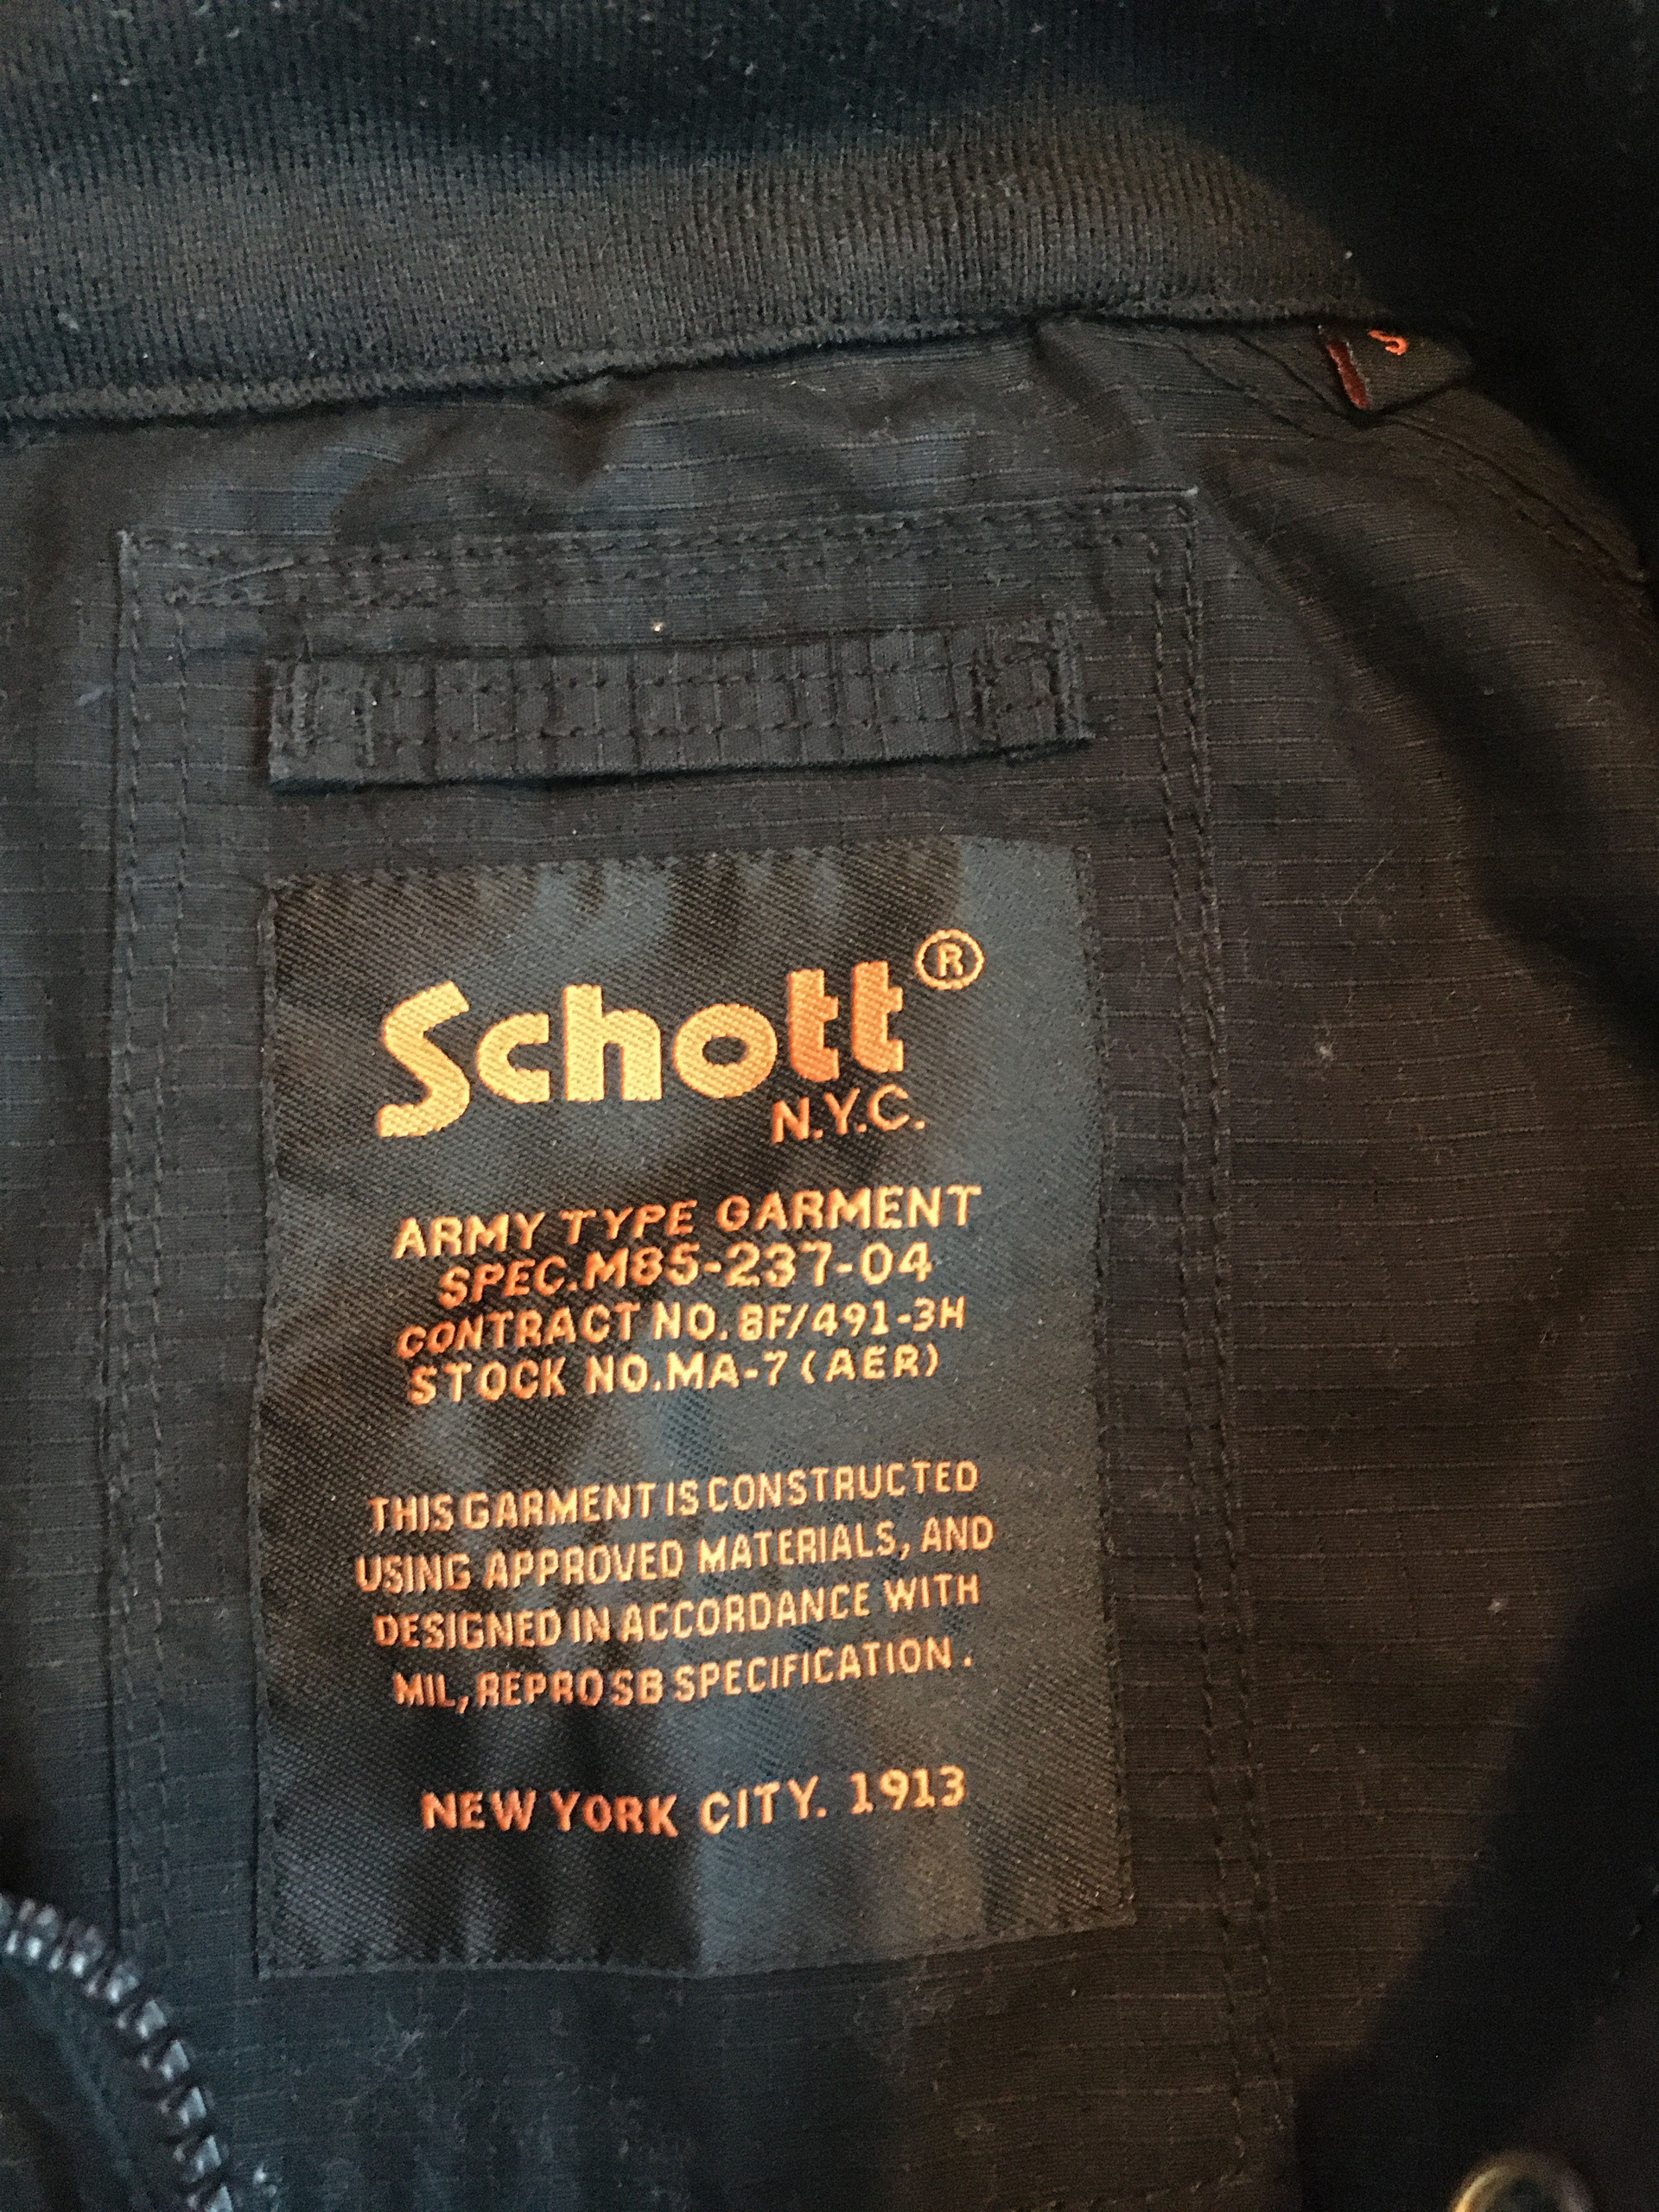 S
Schott®
N.Y.C.
ARMY TYPE GARMENT
SPEC.M85-237-04
CONTRACT NO.8F/491-3H
STOCK NO.MA-7(AER)
THIS GARMENT IS CONSTRUCTED
USING APPROVED MATERIALS, AND
DESIGNED IN ACCORDANCE WITH
MIL, REPRO SB SPECIFICATION.
NEW YORK CITY. 1913